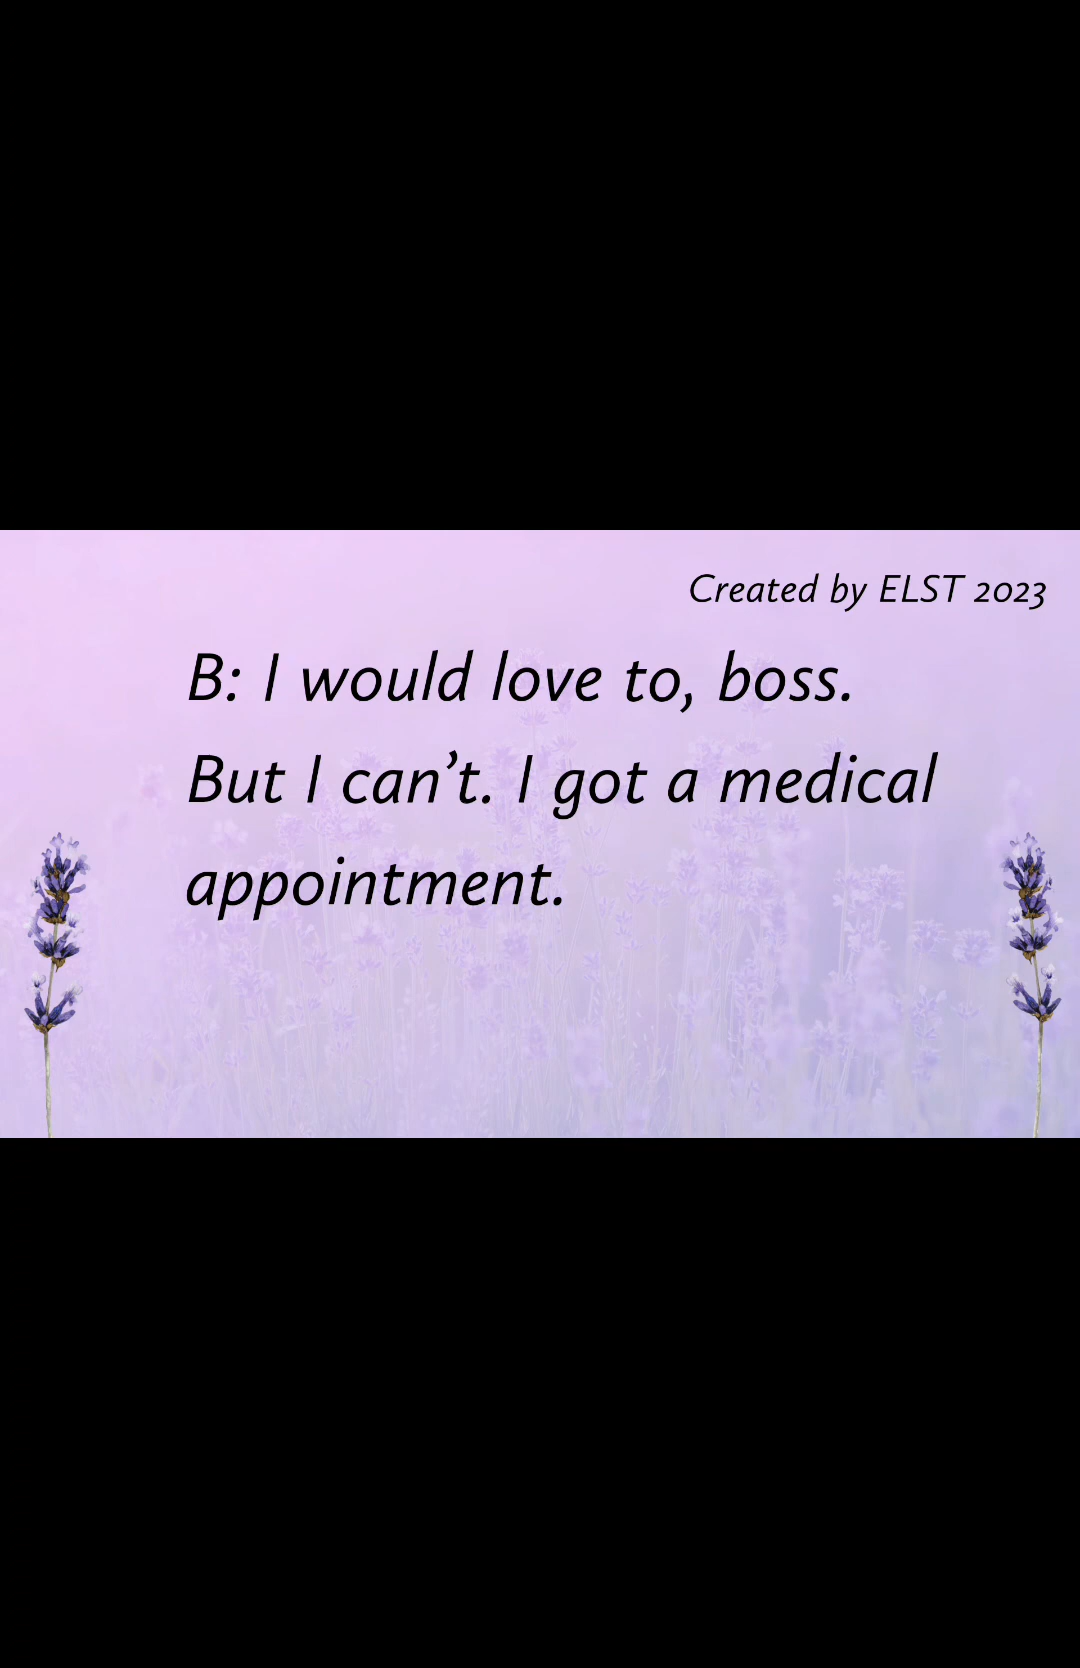 Created by ELST 2023
B: I would love to, boss.
But I can’t. I got a medical
appointment.